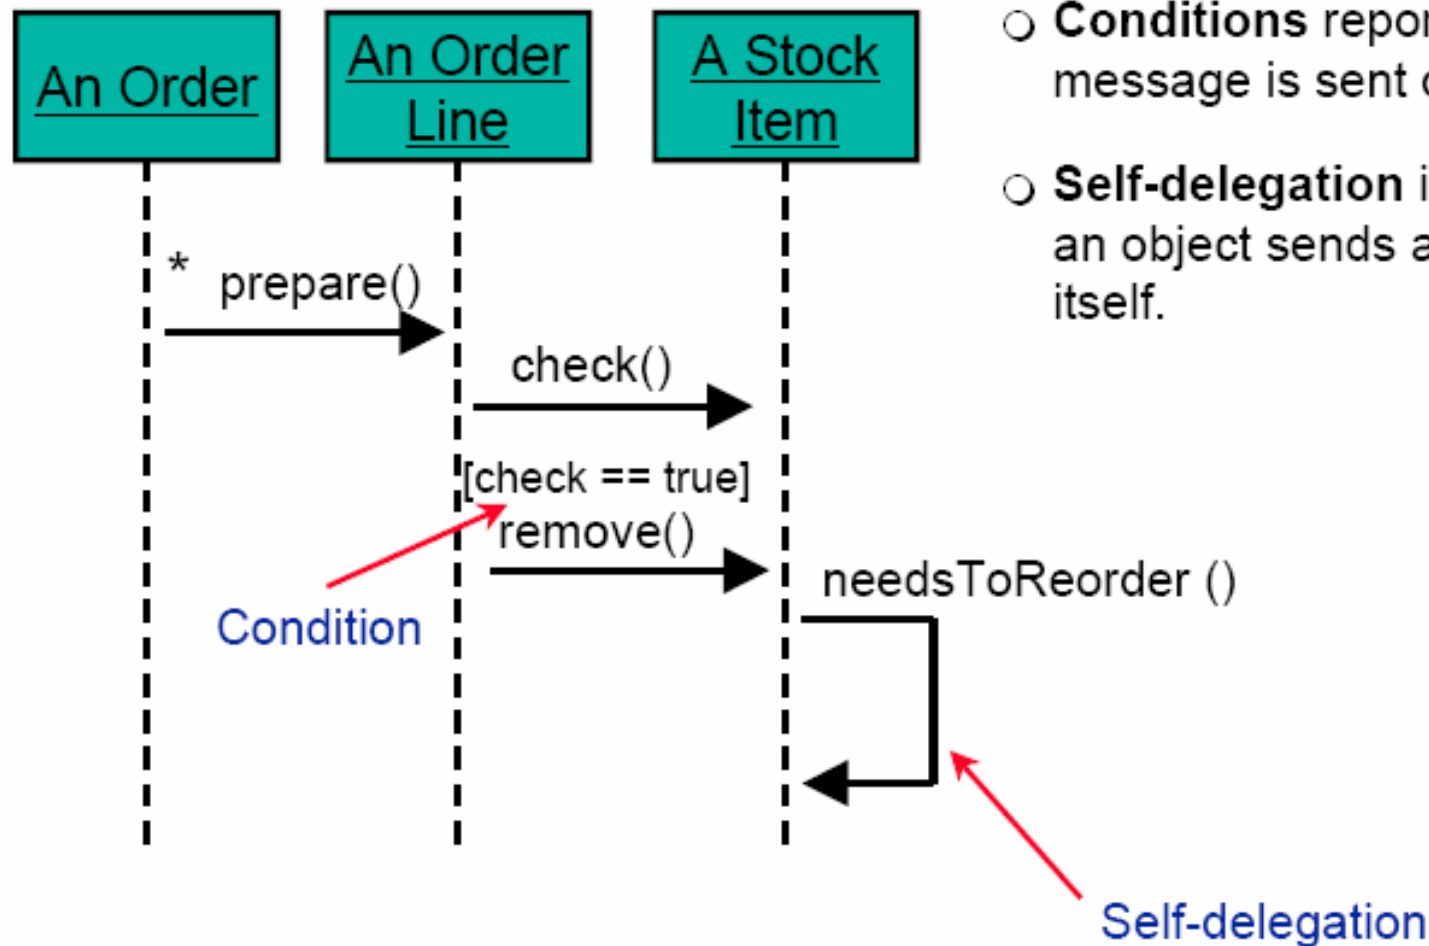 An Order
An Order
Line
A Stock
Item
* prepare()
check()
[check == true]
remove()
needsToReorder ()
Condition
Self-delegation
○ Conditions
message is sent
○ Self-delegation
an object sends
itself.